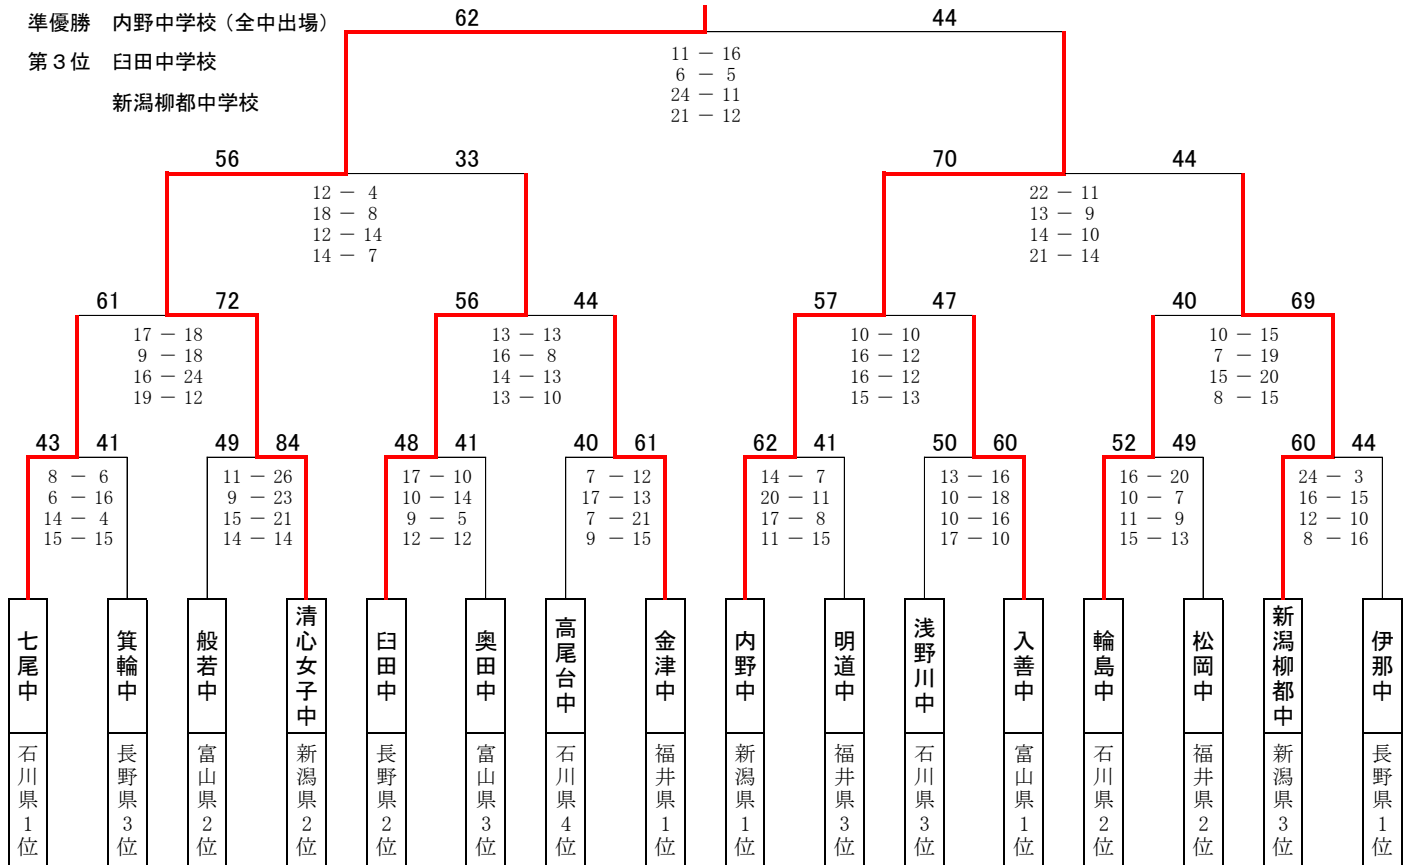 準優勝 内野中学校（全中出場）
62 44
第３位 臼田中学校
新潟柳都中学校
11 － 16
6 － 5
24 － 11
21 － 12
56 33 70 44
12 － 4
18 － 8
12 － 14
14 － 7
22 － 11
13 － 9
14 － 10
21 － 14
61 72 56 44 57 47 40 69
17 － 18
9 － 18
16 － 24
19 － 12
13 － 13
16 － 8
14 － 13
13 － 10
10 － 10
16 － 12
16 － 12
15 － 13
10 － 15
7 － 19
15 － 20
8 － 15
43 41 49 84 48 41 40 61 62 41 50 60 52 49 60 44
8 － 6
6 － 16
14 － 4
15 － 15
11 － 26
9 － 23
15 － 21
14 － 14
17 － 10
10 － 14
9 － 5
12 － 12
7 － 12
17 － 13
7 － 21
9 － 15
14 － 7
20 － 11
17 － 8
11 － 15
13 － 16
10 － 18
10 － 16
17 － 10
16 － 20
10 － 7
11 － 9
15 － 13
24 － 3
16 － 15
12 － 10
8 － 16
七尾中
石川県１位
箕輪中
長野県３位
般若中
富山県２位
清心女子中
新潟県２位
臼田中
長野県２位
奥田中
富山県３位
高尾台中
石川県４位
金津中
福井県１位
内野中
新潟県１位
明道中
福井県３位
浅野川中
石川県３位
入善中
富山県１位
輪島中
石川県２位
松岡中
福井県２位
新潟柳都中
新潟県３位
伊那中
長野県１位